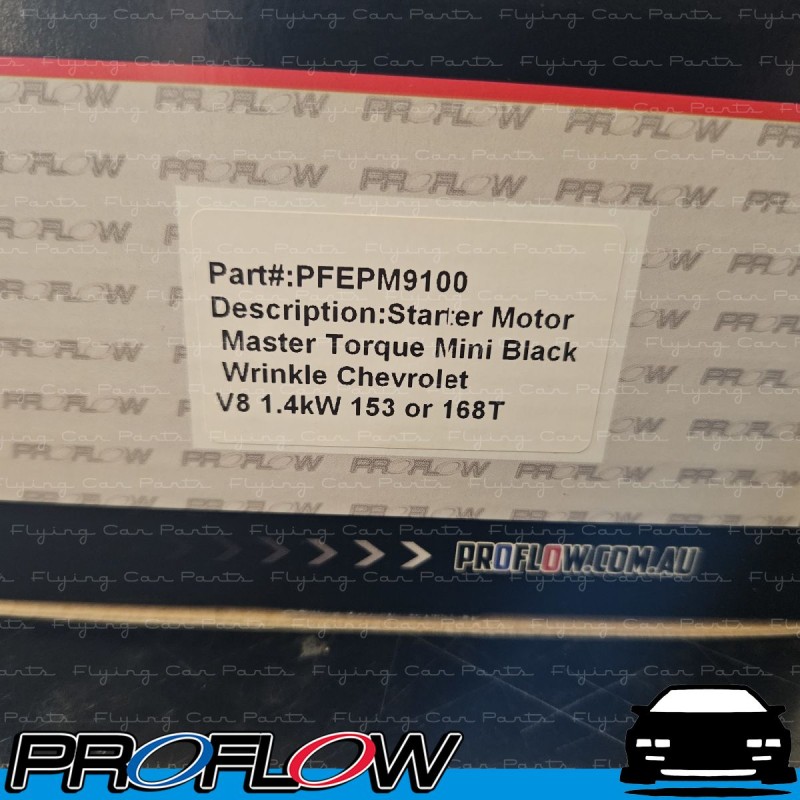 PROFLOW
Part#:PFEPM9100
Description:Starter Motor
Master Torque Mini Black
Wrinkle Chevrolet
V8 1.4kW 153 or 168T
PROFLOW.COM.AU
Flying Car Parts
PROFLOW